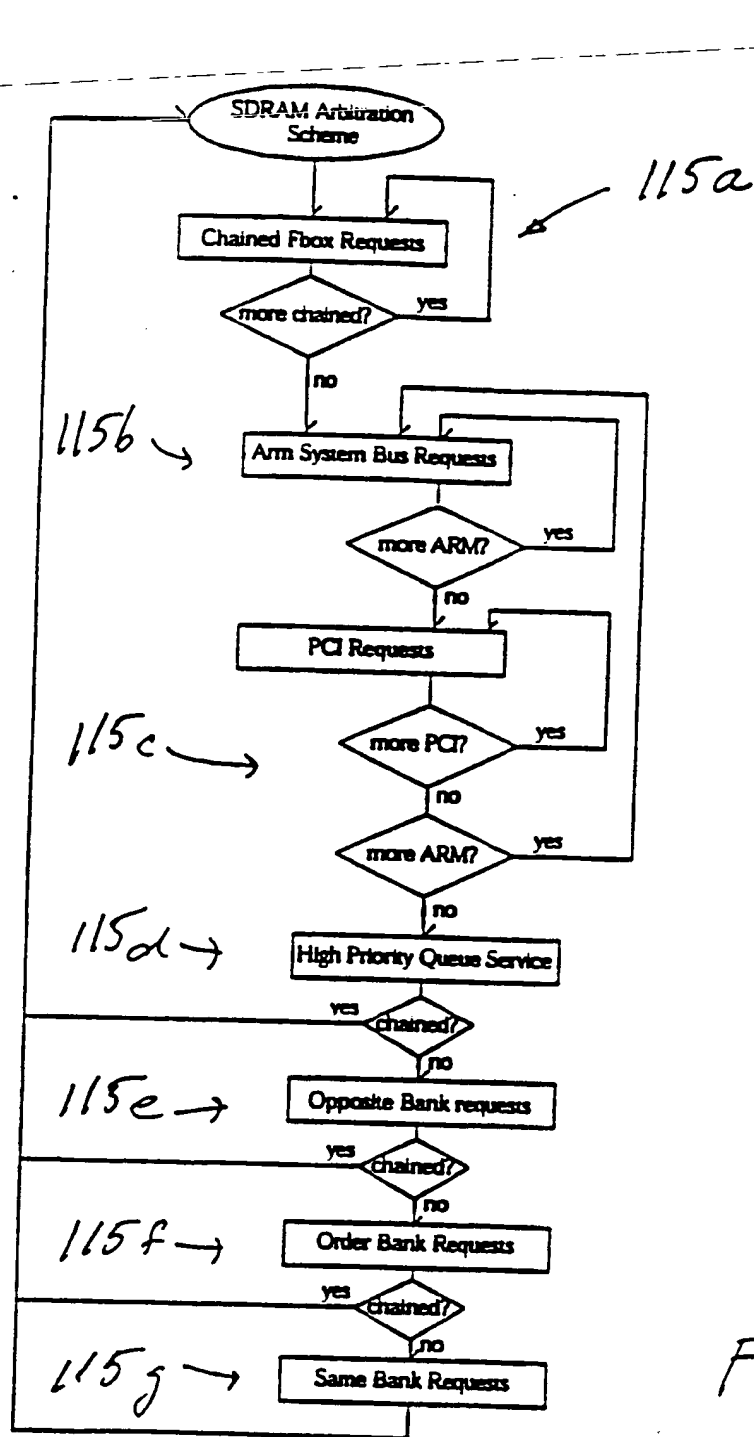 SDRAM Arbitration
Scheme
115a
Chained Fbox Requests
more chained?
yes
no
115b
Arm System Bus Requests
more ARM?
yes
no
PCI Requests
115c
more PCI?
yes
no
more ARM?
yes
no
115d
High Priority Queue Service
yes
chained?
no
115e
Opposite Bank requests
yes
chained?
no
115f
Order Bank Requests
yes
chained?
no
115g
Same Bank Requests
F